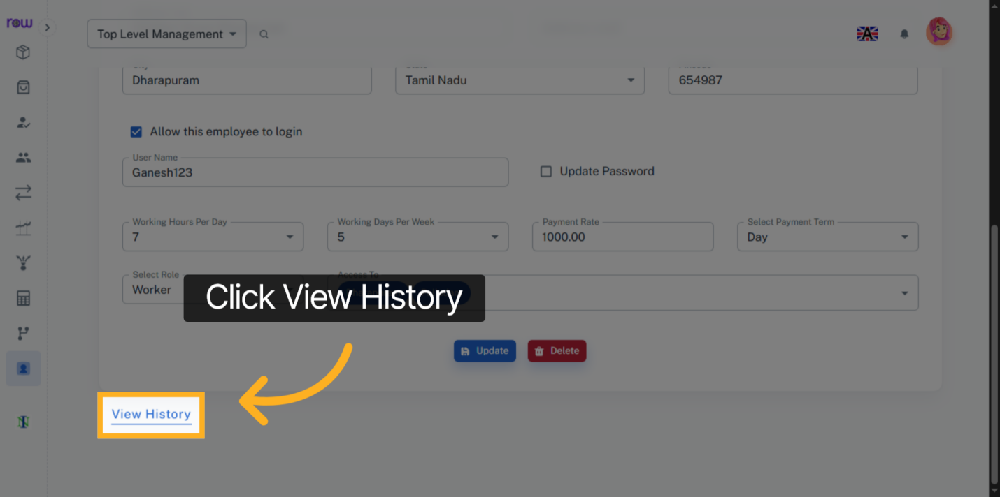 row
Top Level Management
A
Dharapuram
Tamil Nadu
654987
Allow this employee to login
User Name
Ganesh123
Update Password
Working Hours Per Day
7
Working Days Per Week
5
Payment Rate
1000.00
Select Payment Term
Day
Select Role
Worker
Access To
Click View History
Update
Delete
View History